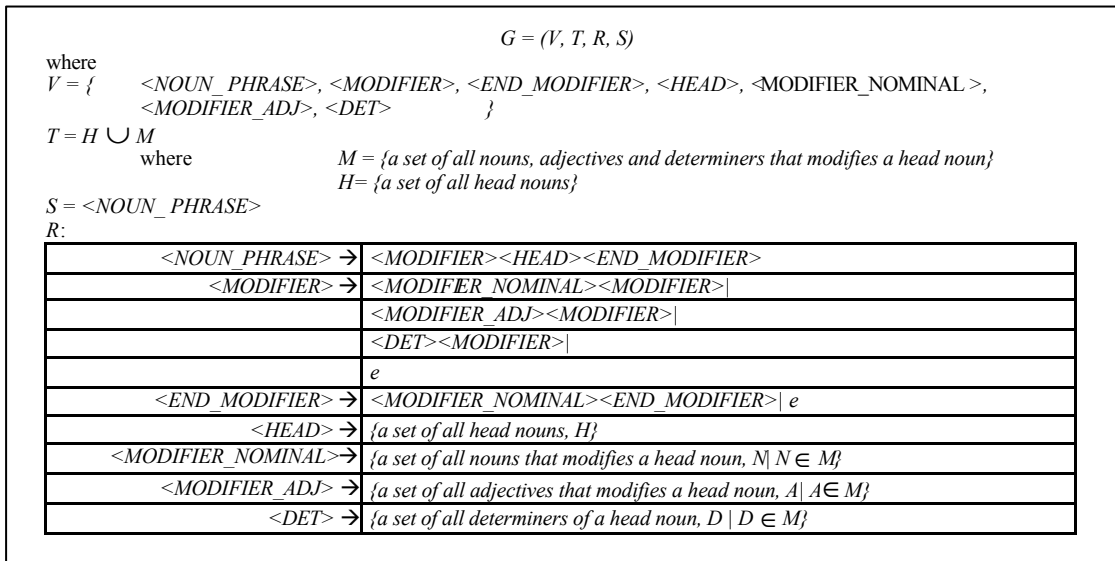 G = (V, T, R, S)
where
V = { <NOUN_PHRASE>, <MODIFIER>, <END_MODIFIER>, <HEAD>, <MODIFIER_NOMINAL >,
<MODIFIER_ADJ>, <DET> }
T = H ∪ M
where M = {a set of all nouns, adjectives and determiners that modifies a head noun}
H= {a set of all head nouns}
S = <NOUN_ PHRASE>
R:
<NOUN_PHRASE> → <MODIFIER><HEAD><END_MODIFIER>
<MODIFIER> → <MODIFIER_NOMINAL><MODIFIER>|
<MODIFIER_ADJ><MODIFIER>|
<DET><MODIFIER>|
e
<END_MODIFIER> → <MODIFIER_NOMINAL><END_MODIFIER>| e
<HEAD> → {a set of all head nouns, H}
<MODIFIER_NOMINAL>→ {a set of all nouns that modifies a head noun, N| N ∈ M}
<MODIFIER_ADJ> → {a set of all adjectives that modifies a head noun, A| A∈ M}
<DET> → {a set of all determiners of a head noun, D | D ∈ M}